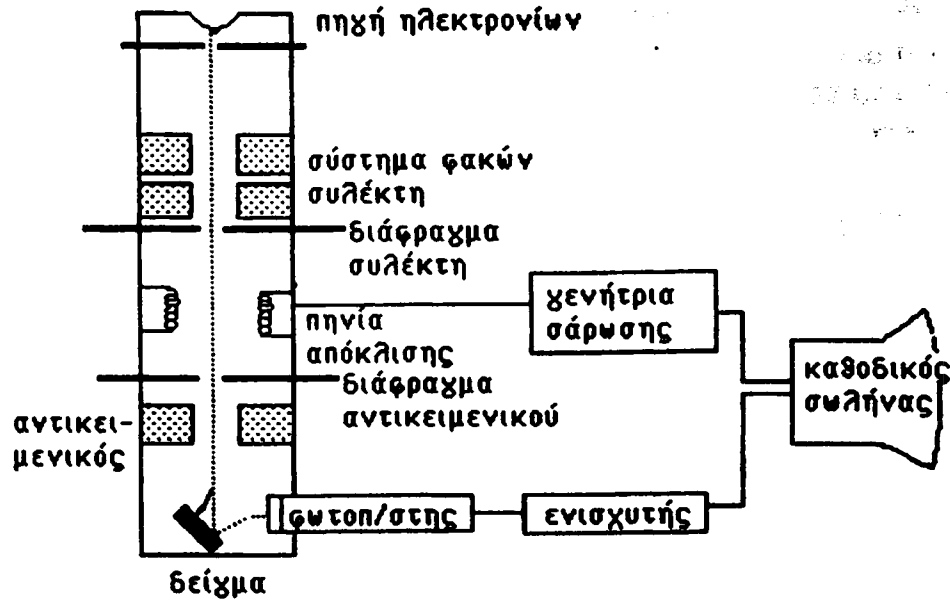 πηγή ηλεκτρονίων
σύστημα φακών
συλέκτη
διάφραγμα
συλέκτη
γενήτρια
σάρωσης
πηνία
απόκλισης
καθοδικός
σωλήνας
διάφραγμα
αντικειμενικού
αντικει-
μενικός
φωτοπ/στης
ενισχυτής
δείγμα